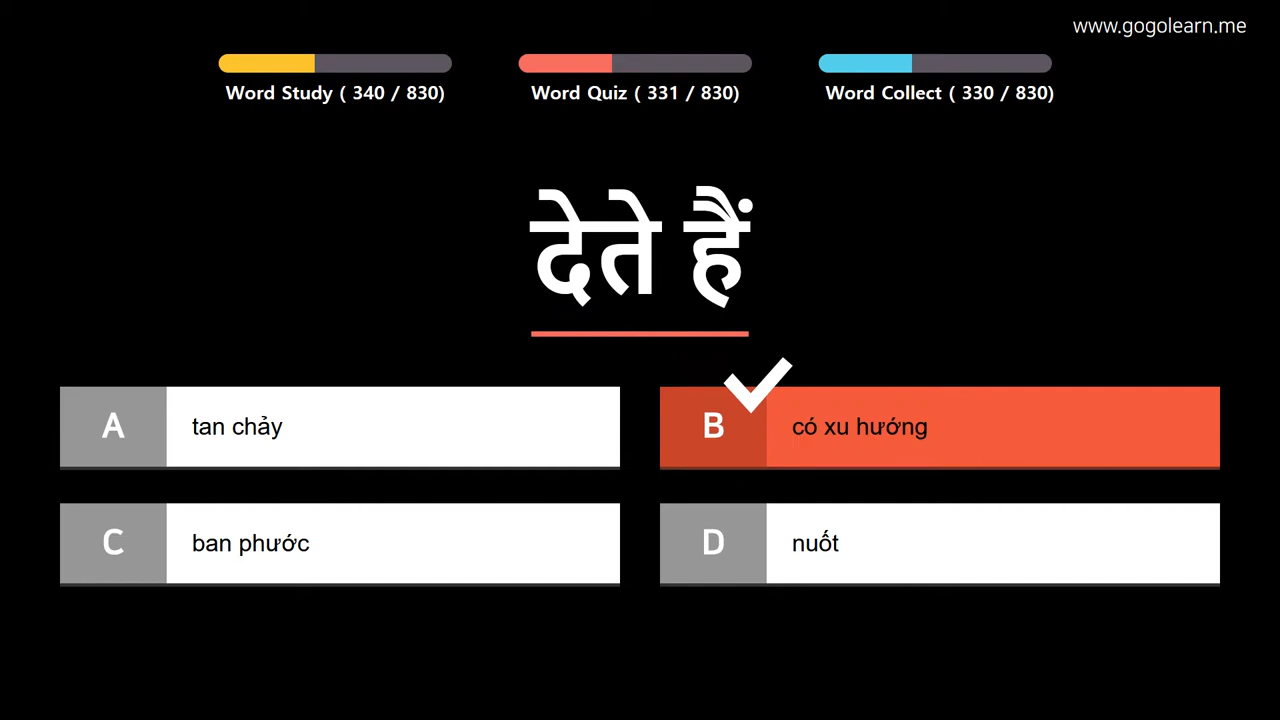 www.gogolearn.me
Word Study ( 340 / 830)
Word Quiz ( 331 / 830)
Word Collect ( 330 / 830)
देते हैं
A tan chảy
B có xu hướng
C ban phước
D nuốt